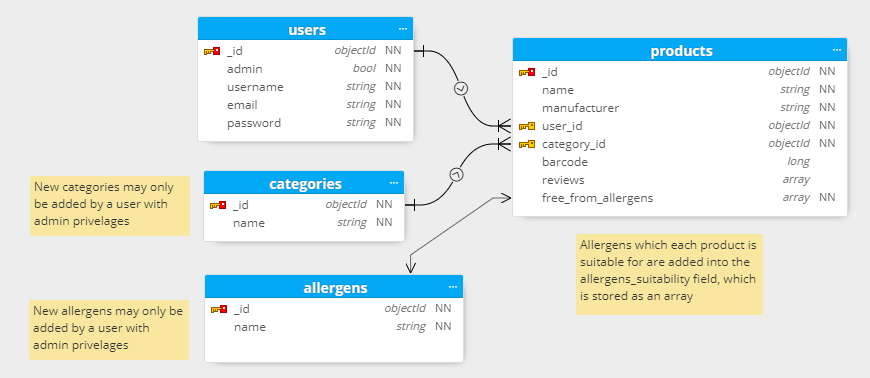 users ...
_id objectId NN
admin bool NN
username string NN
email string NN
password string NN
products ...
_id objectId NN
name string NN
manufacturer string NN
user_id objectId NN
category_id objectId NN
barcode long
reviews array
free_from_allergens array NN
New categories may only
be added by a user with
admin privelages
categories ...
_id objectId NN
name string NN
Allergens which each product is
suitable for are added into the
allergens_suitability field, which
is stored as an array
New allergens may only be
added by a user with
admin privelages
allergens ...
_id objectId NN
name string NN